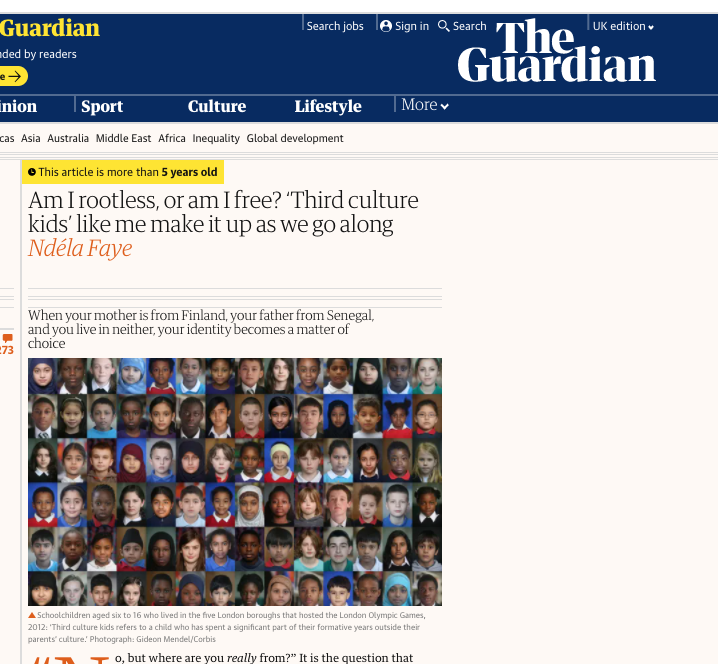 Guardian
Search jobs
Sign in
Search
UK edition
The
Guardian
nded by readers
e
inion
Sport
Culture
Lifestyle
More
cas Asia Australia Middle East Africa Inequality Global development
This article is more than 5 years old
Am I rootless, or am I free? ‘Third culture
kids’ like me make it up as we go along
Ndéla Faye
When your mother is from Finland, your father from Senegal,
and you live in neither, your identity becomes a matter of
choice
273
Schoolchildren aged six to 16 who lived in the five London boroughs that hosted the London Olympic Games,
2012: ‘Third culture kids refers to a child who has spent a significant part of their formative years outside their
parents’ culture.’ Photograph: Gideon Mendel/Corbis
“N o, but where are you really from?” It is the question that